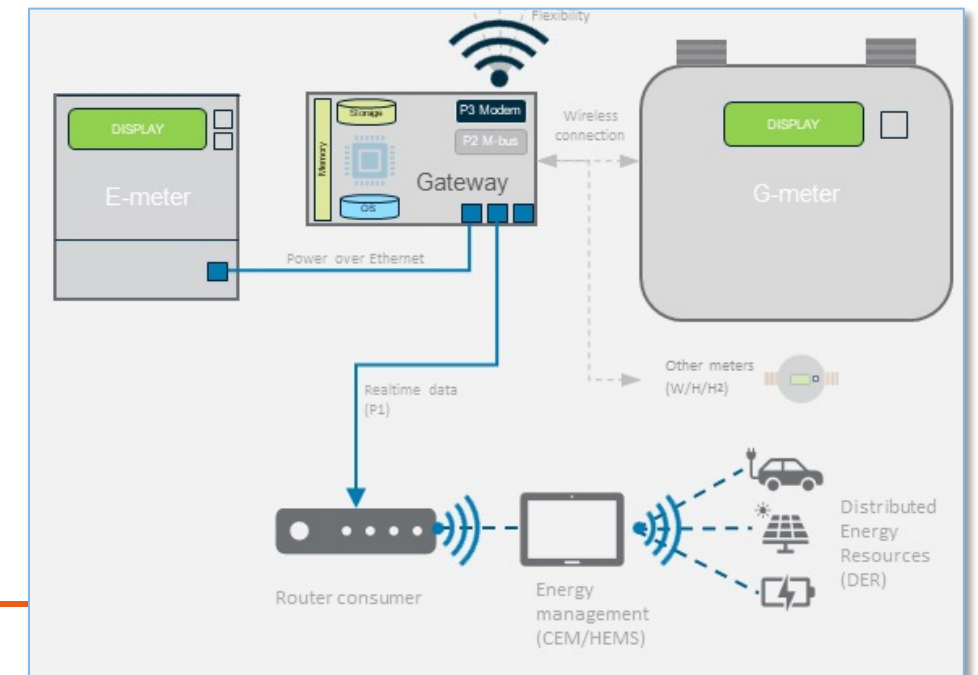 Flexibility
DISPLAY
E-meter
Storage
Memory
OS
P3 Modem
P2 M-bus
Gateway
Wireless
connection
DISPLAY
G-meter
Power over Ethernet
Realtime data
(P1)
Other meters
(W/H/H²)
Router consumer
Energy
management
(CEM/HEMS)
Distributed
Energy
Resources
(DER)